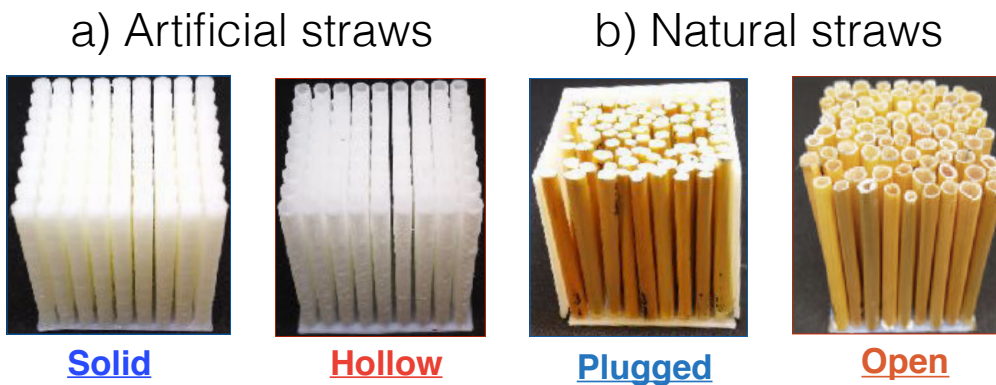 a) Artificial straws
b) Natural straws
Solid
Hollow
Plugged
Open